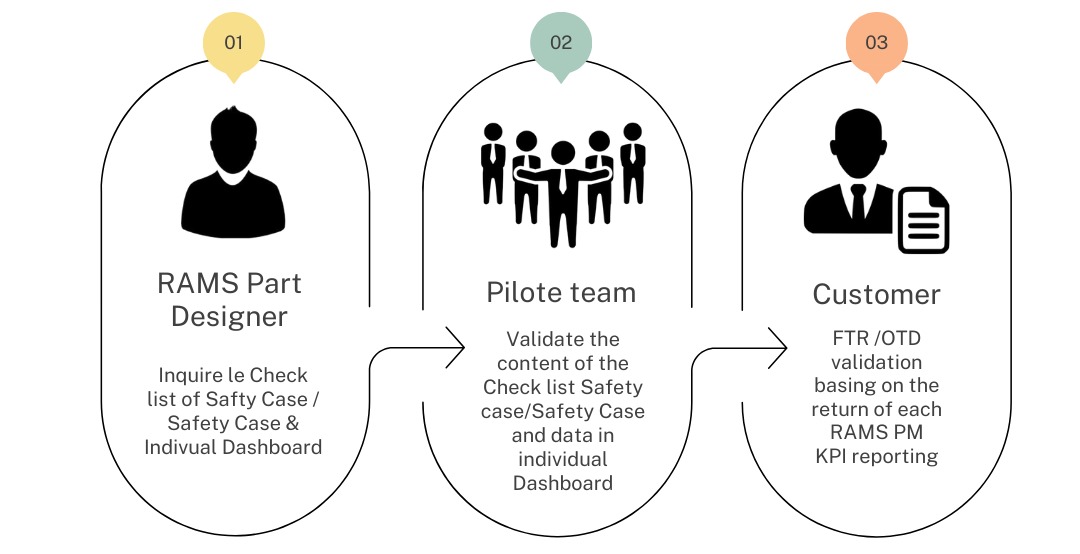 01
RAMS Part
Designer
Inquire le Check
list of Safty Case /
Safety Case &
Indivual Dashboard
02
Pilote team
Validate the
content of the
Check list Safety
case/Safety Case
and data in
individual
Dashboard
03
Customer
FTR /OTD
validation
basing on the
return of each
RAMS PM
KPI reporting